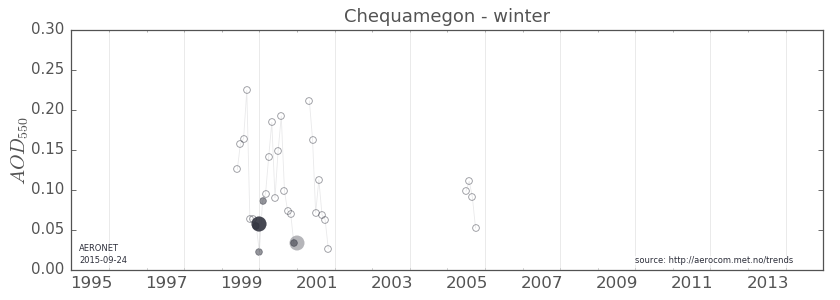 Chequamegon - winter
0.30
0.25
0.20
0.15
0.10
0.05
0.00
AOD550
AERONET
2015-09-24
source: http://aerocom.met.no/trends
1995 1997 1999 2001 2003 2005 2007 2009 2011 2013